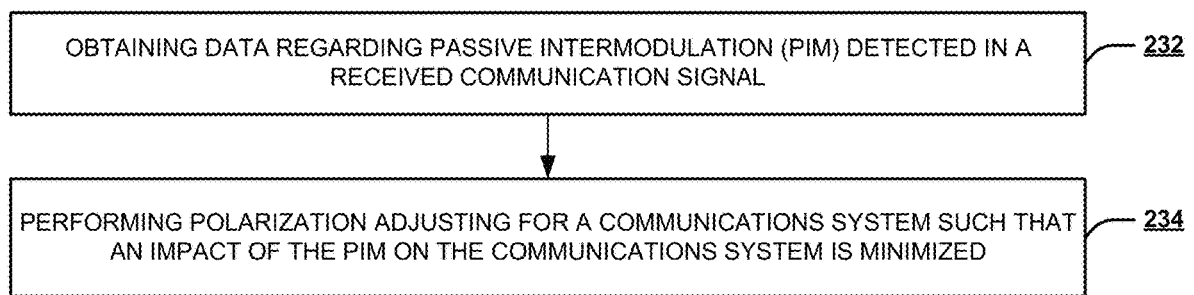 OBTAINING DATA REGARDING PASSIVE INTERMODULATION (PIM) DETECTED IN A
RECEIVED COMMUNICATION SIGNAL
232
PERFORMING POLARIZATION ADJUSTING FOR A COMMUNICATIONS SYSTEM SUCH THAT
AN IMPACT OF THE PIM ON THE COMMUNICATIONS SYSTEM IS MINIMIZED
234